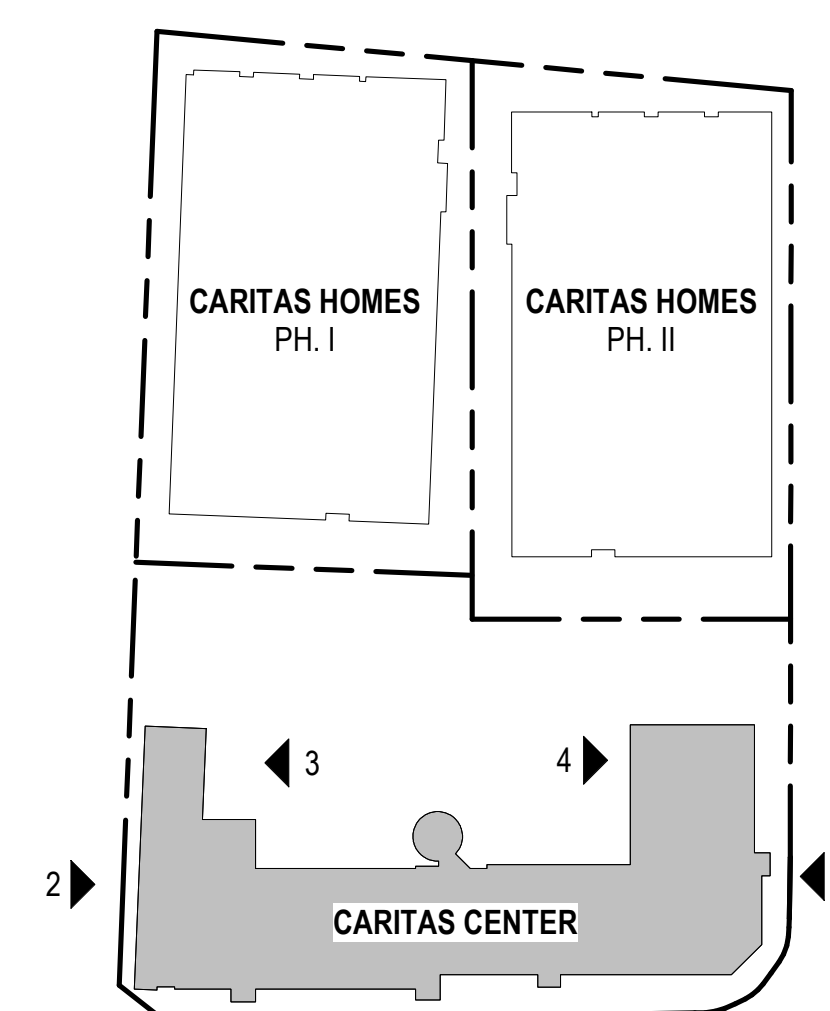 CARITAS HOMES
PH. I
CARITAS HOMES
PH. II
3
4
2
CARITAS CENTER